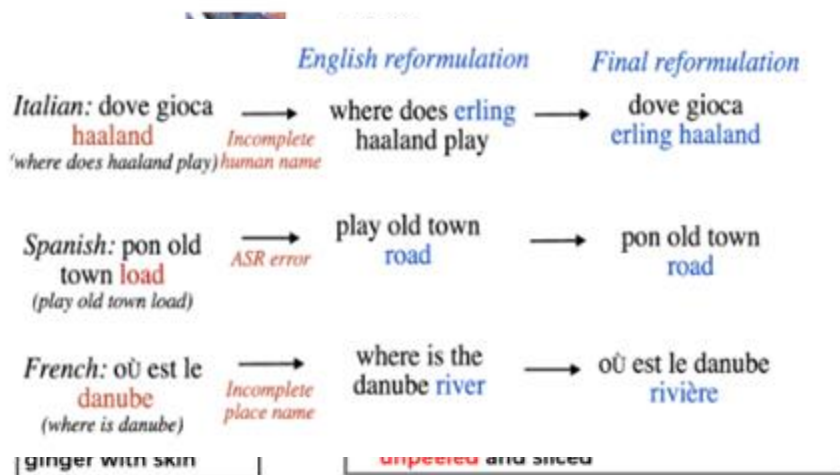 English reformulation
Final reformulation
Italian: dove gioca
haaland
('where does haaland play)
Incomplete
human name
where does erling
haaland play
dove gioca
erling haaland
Spanish: pon old
town load
(play old town load)
ASR error
play old town
road
pon old town
road
French: où est le
danube
(where is danube)
Incomplete
place name
where is the
danube river
où est le danube
rivière
ginger with skin
unpeeled and sliced